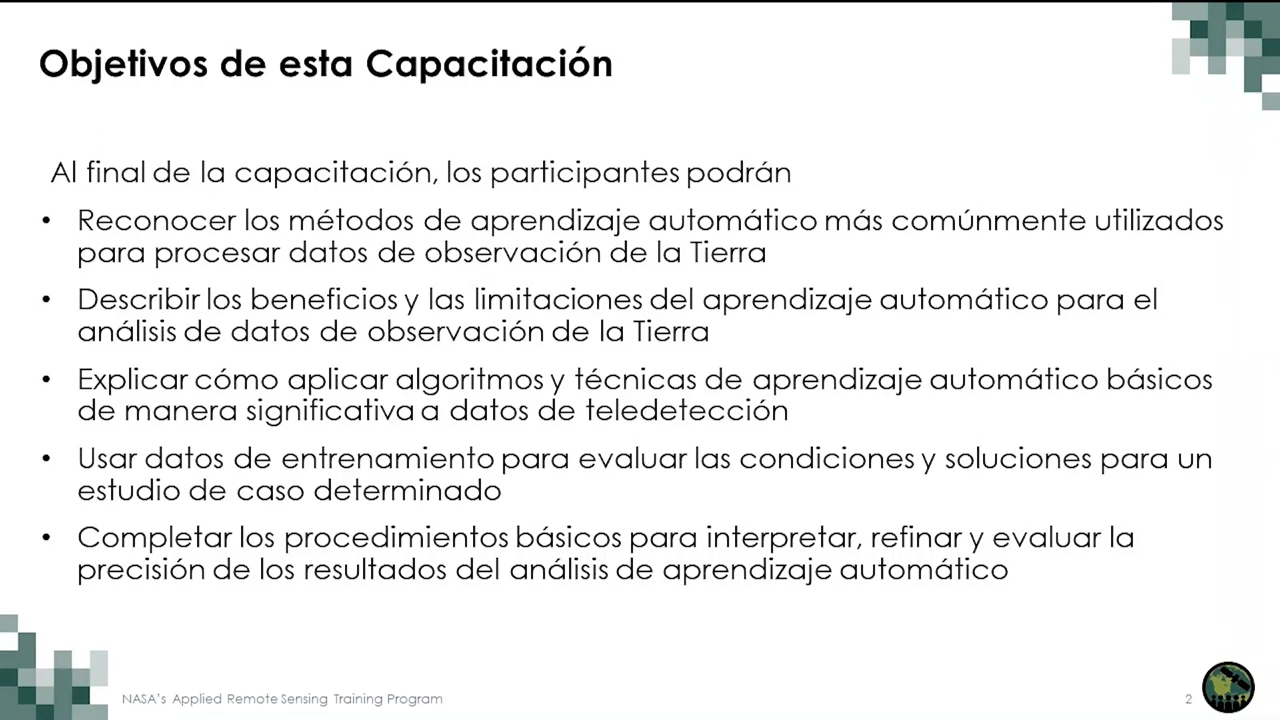 Objetivos de esta Capacitación
Al final de la capacitación, los participantes podrán
• Reconocer los métodos de aprendizaje automático más comúnmente utilizados
para procesar datos de observación de la Tierra
• Describir los beneficios y las limitaciones del aprendizaje automático para el
análisis de datos de observación de la Tierra
• Explicar cómo aplicar algoritmos y técnicas de aprendizaje automático básicos
de manera significativa a datos de teledetección
• Usar datos de entrenamiento para evaluar las condiciones y soluciones para un
estudio de caso determinado
• Completar los procedimientos básicos para interpretar, refinar y evaluar la
precisión de los resultados del análisis de aprendizaje automático
NASA's Applied Remote Sensing Training Program
2